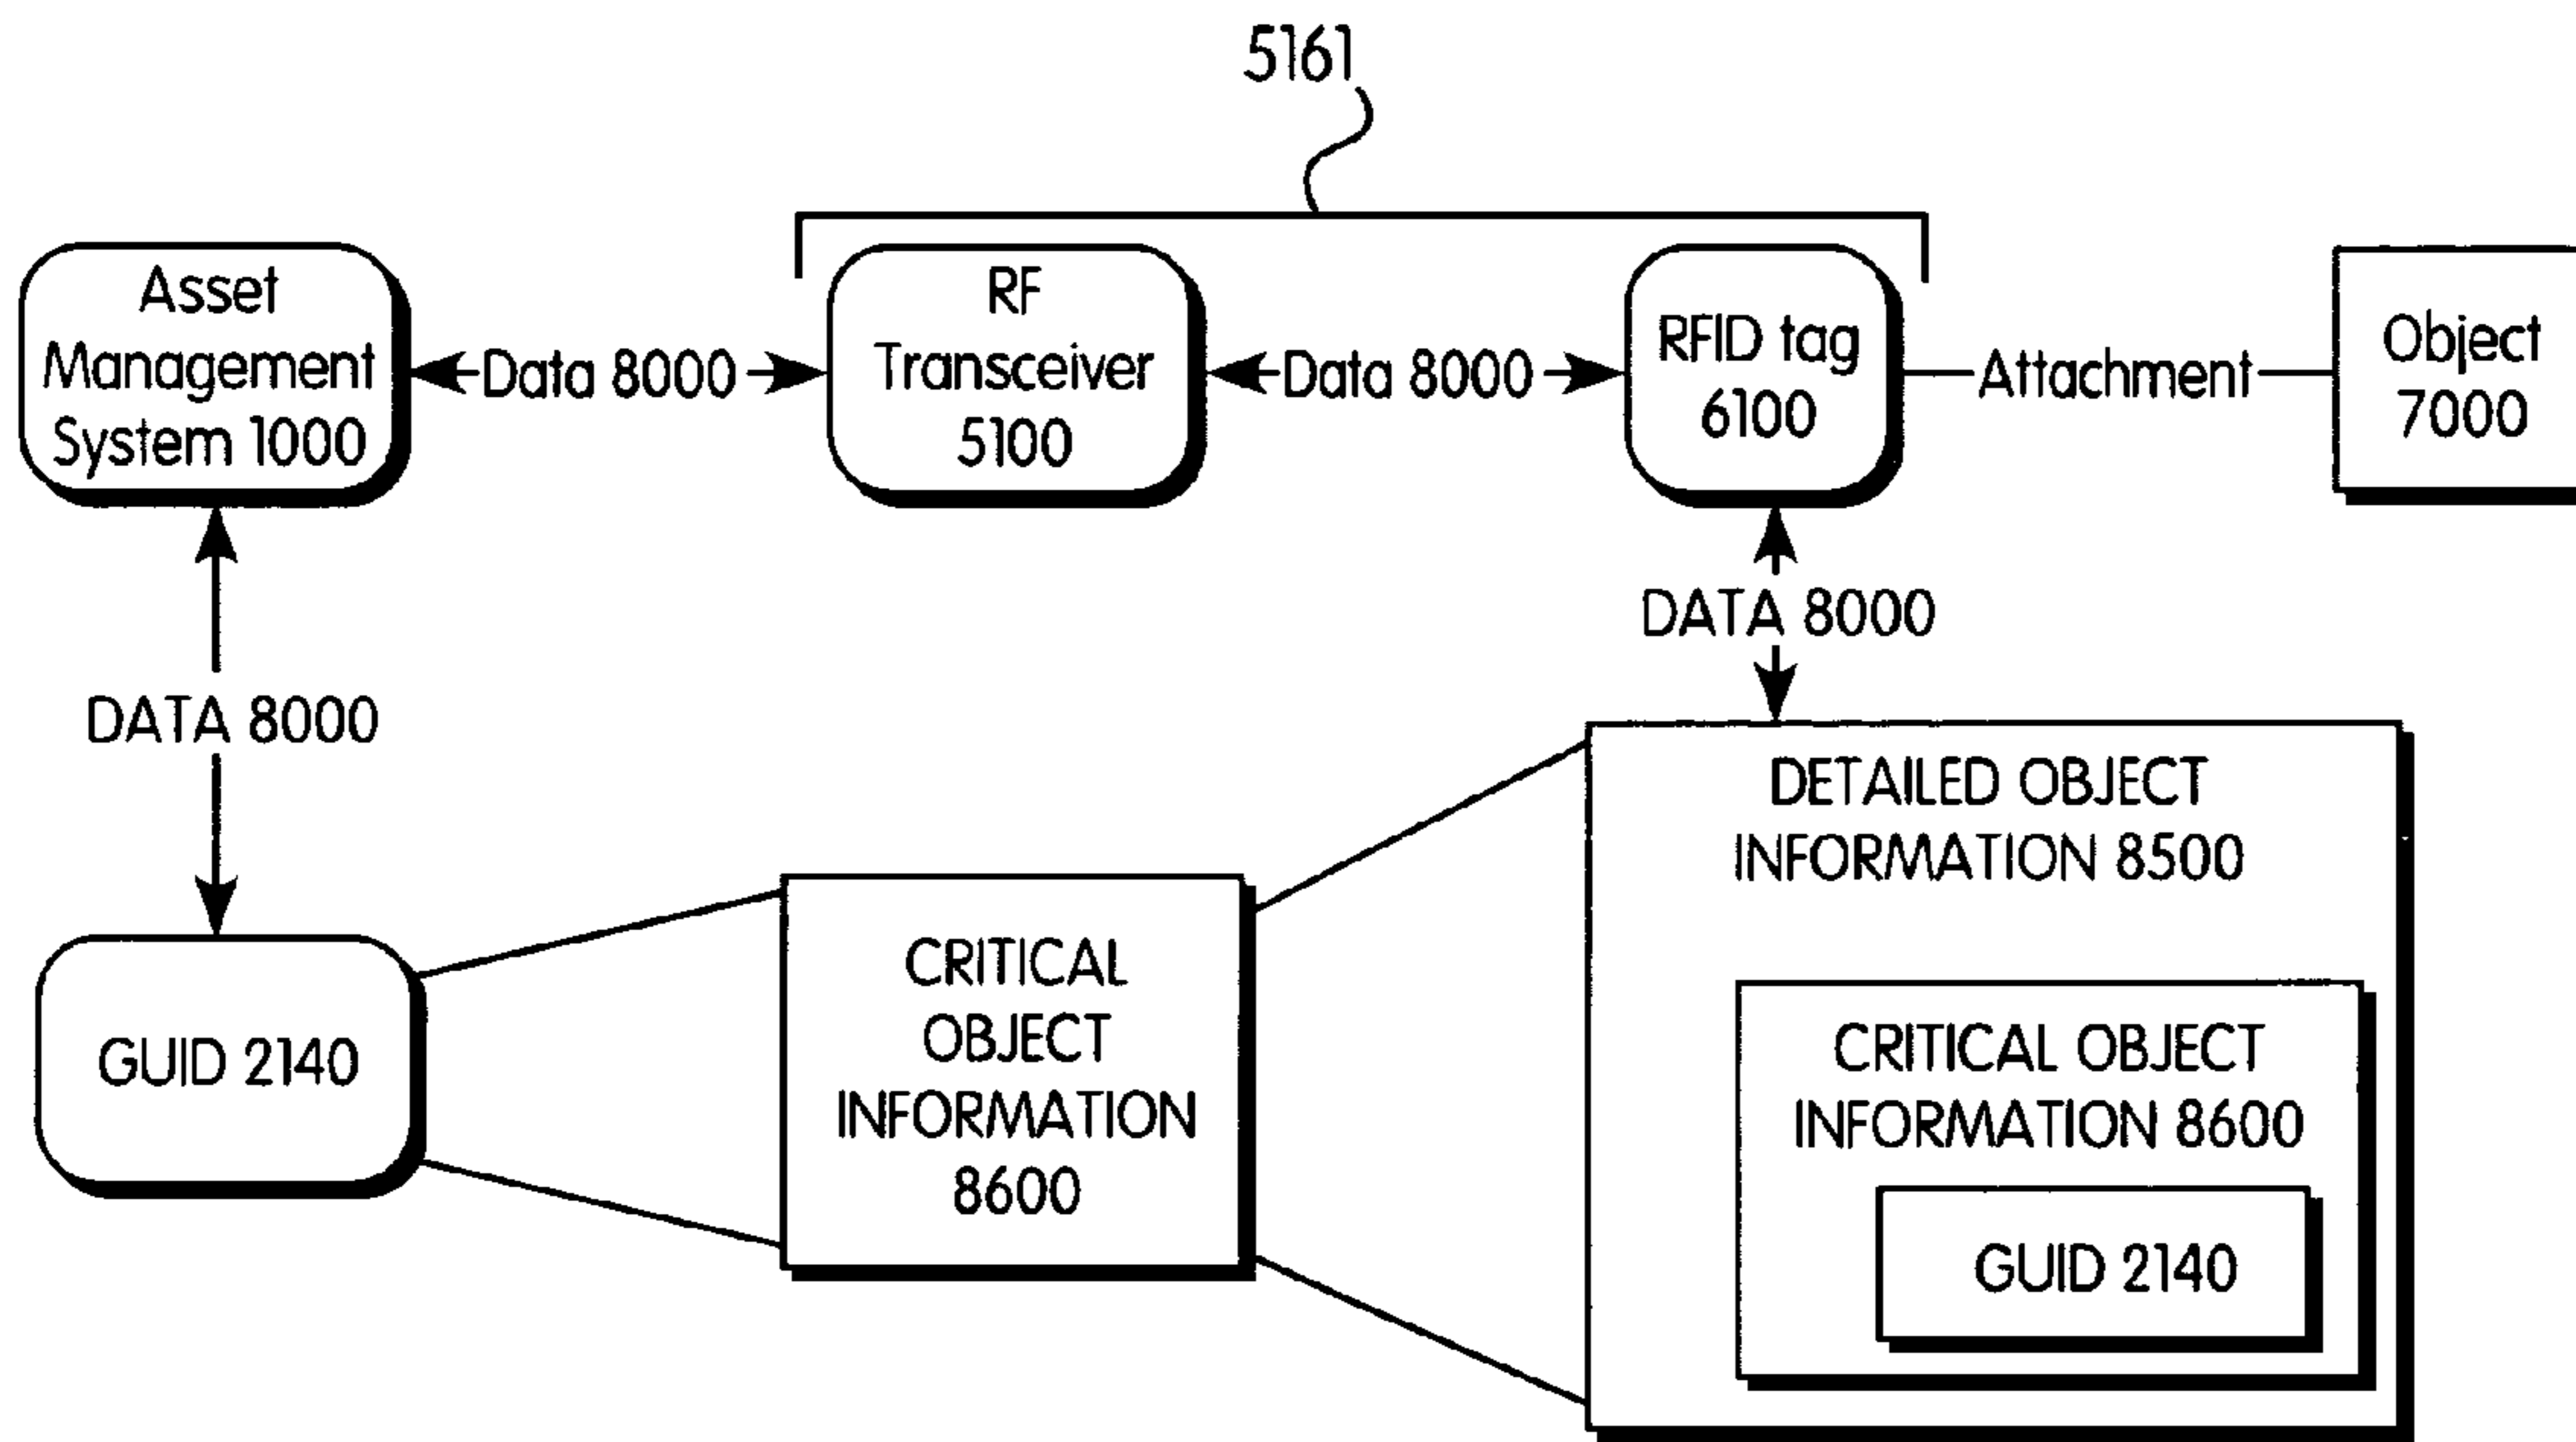 5161
Asset
Management
System 1000
Data 8000
RF
Transceiver
5100
Data 8000
RFID tag
6100
Attachment
Object
7000
DATA 8000
DATA 8000
GUID 2140
CRITICAL
OBJECT
INFORMATION
8600
DETAILED OBJECT
INFORMATION 8500
CRITICAL OBJECT
INFORMATION 8600
GUID 2140